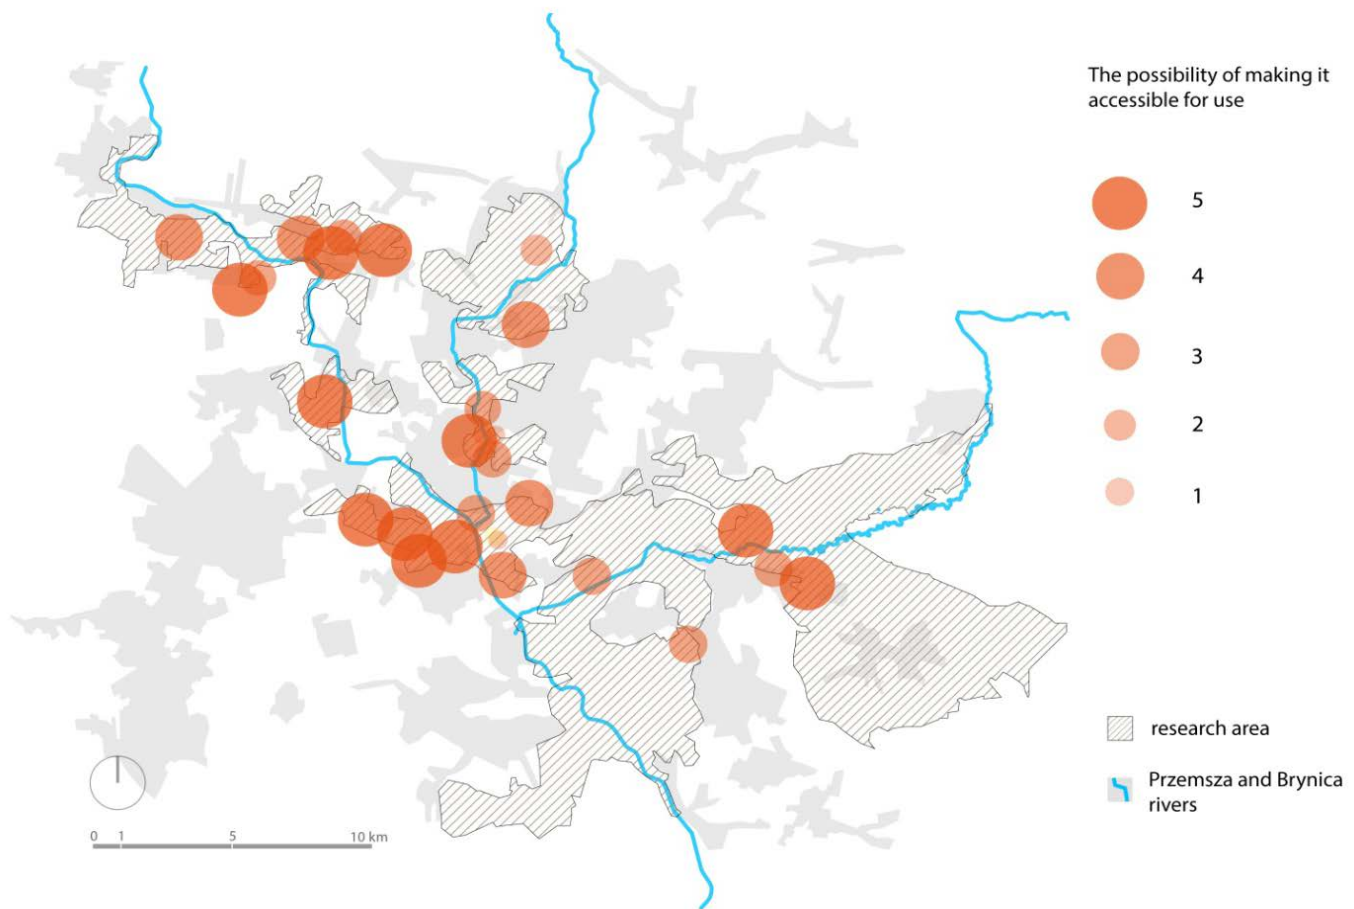 The possibility of making it
accessible for use
5
4
3
2
1
research area
Przemsza and Brynica
rivers
0 1 5 10 km